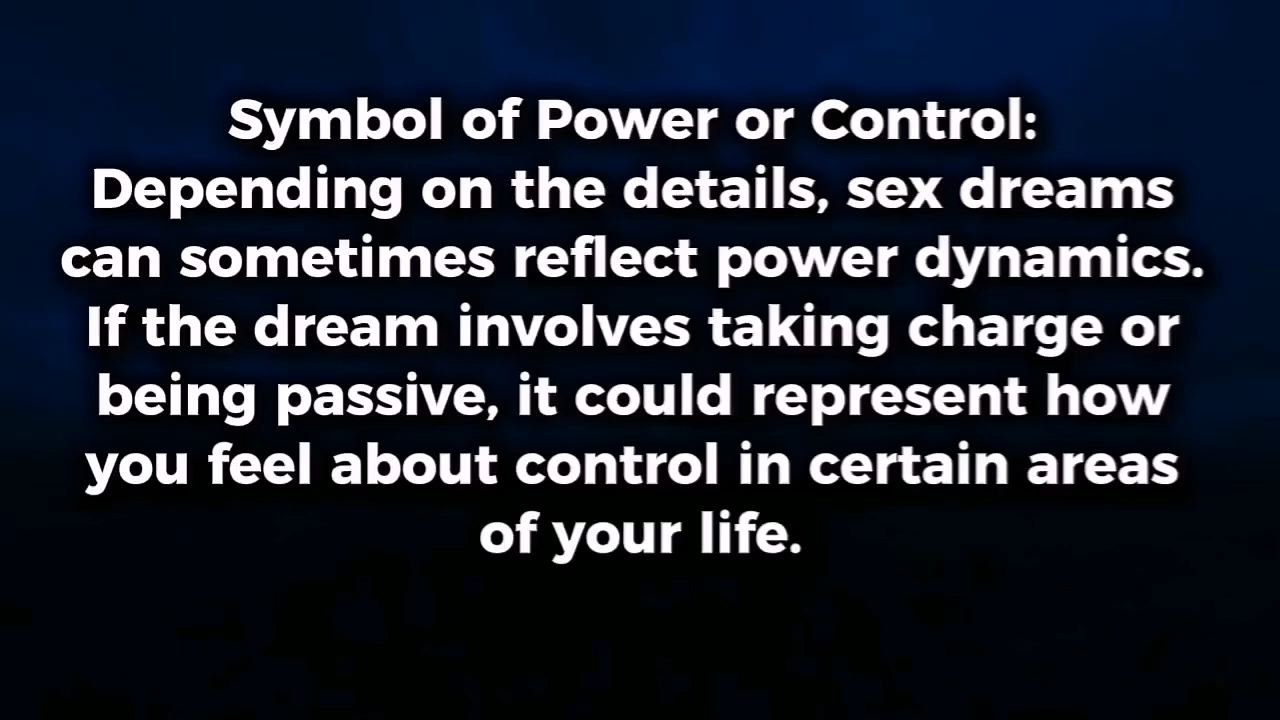 Symbol of Power or Control:
Depending on the details, sex dreams
can sometimes reflect power dynamics.
If the dream involves taking charge or
being passive, it could represent how
you feel about control in certain areas
of your life.